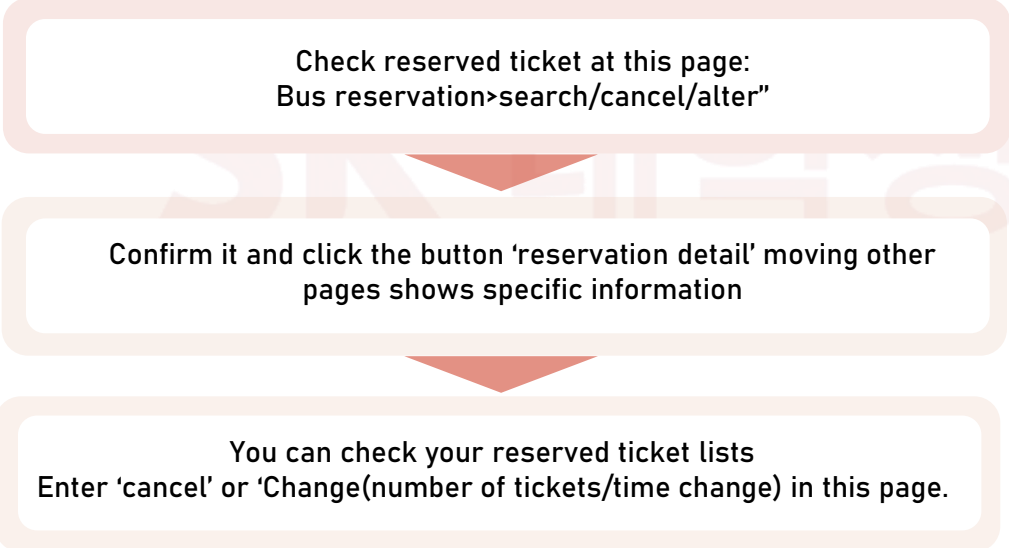 Check reserved ticket at this page:
Bus reservation>search/cancel/alter”
Confirm it and click the button ‘reservation detail’ moving other
pages shows specific information
You can check your reserved ticket lists
Enter ‘cancel’ or ‘Change(number of tickets/time change) in this page.